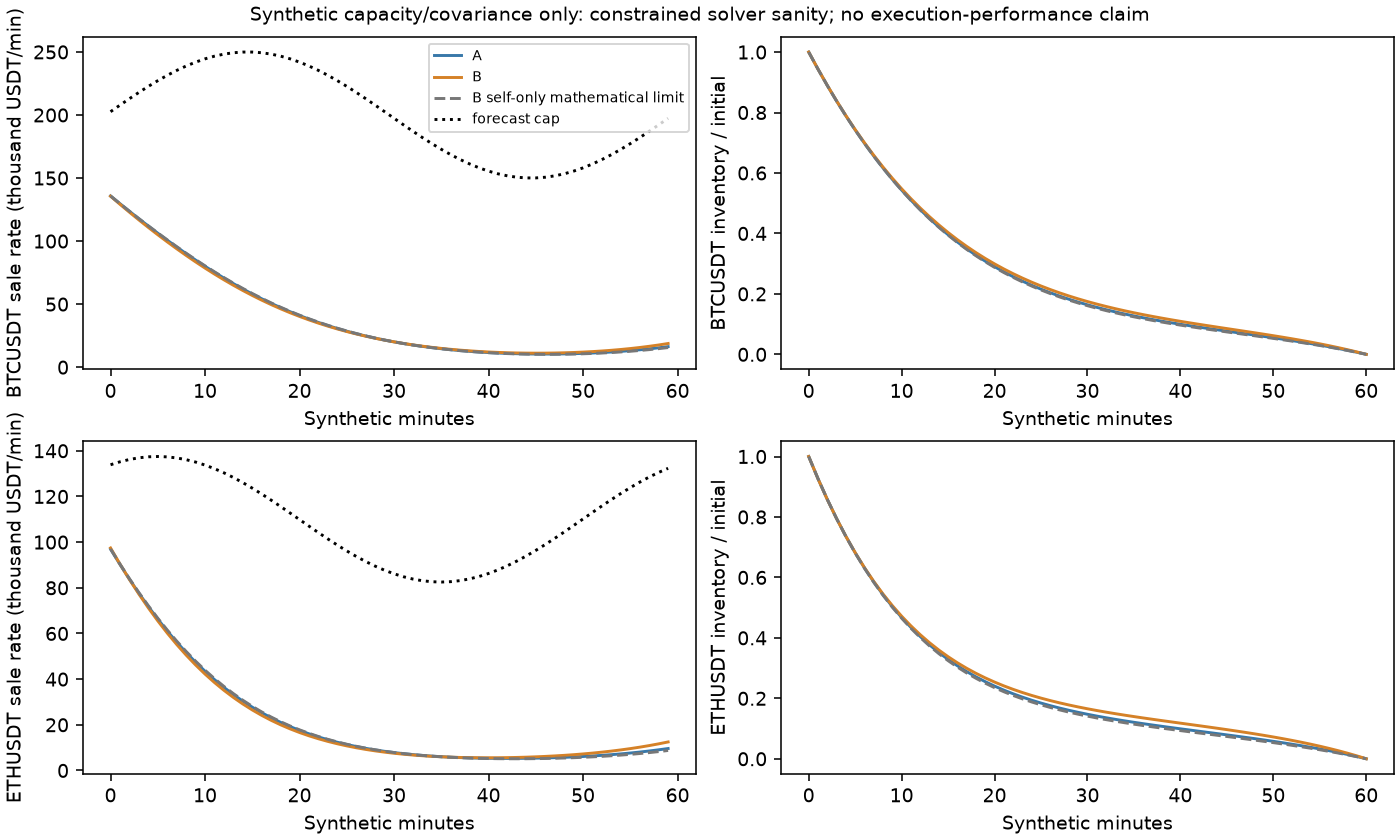 Synthetic capacity/covariance only: constrained solver sanity; no execution-performance claim
BTCUSDT sale rate (thousand USDT/min)
250
200
150
100
50
0
A
B
B self-only mathematical limit
forecast cap
0 10 20 30 40 50 60
Synthetic minutes
BTCUSDT inventory / initial
1.0
0.8
0.6
0.4
0.2
0.0
0 10 20 30 40 50 60
Synthetic minutes
ETHUSDT sale rate (thousand USDT/min)
140
120
100
80
60
40
20
0
0 10 20 30 40 50 60
Synthetic minutes
ETHUSDT inventory / initial
1.0
0.8
0.6
0.4
0.2
0.0
0 10 20 30 40 50 60
Synthetic minutes